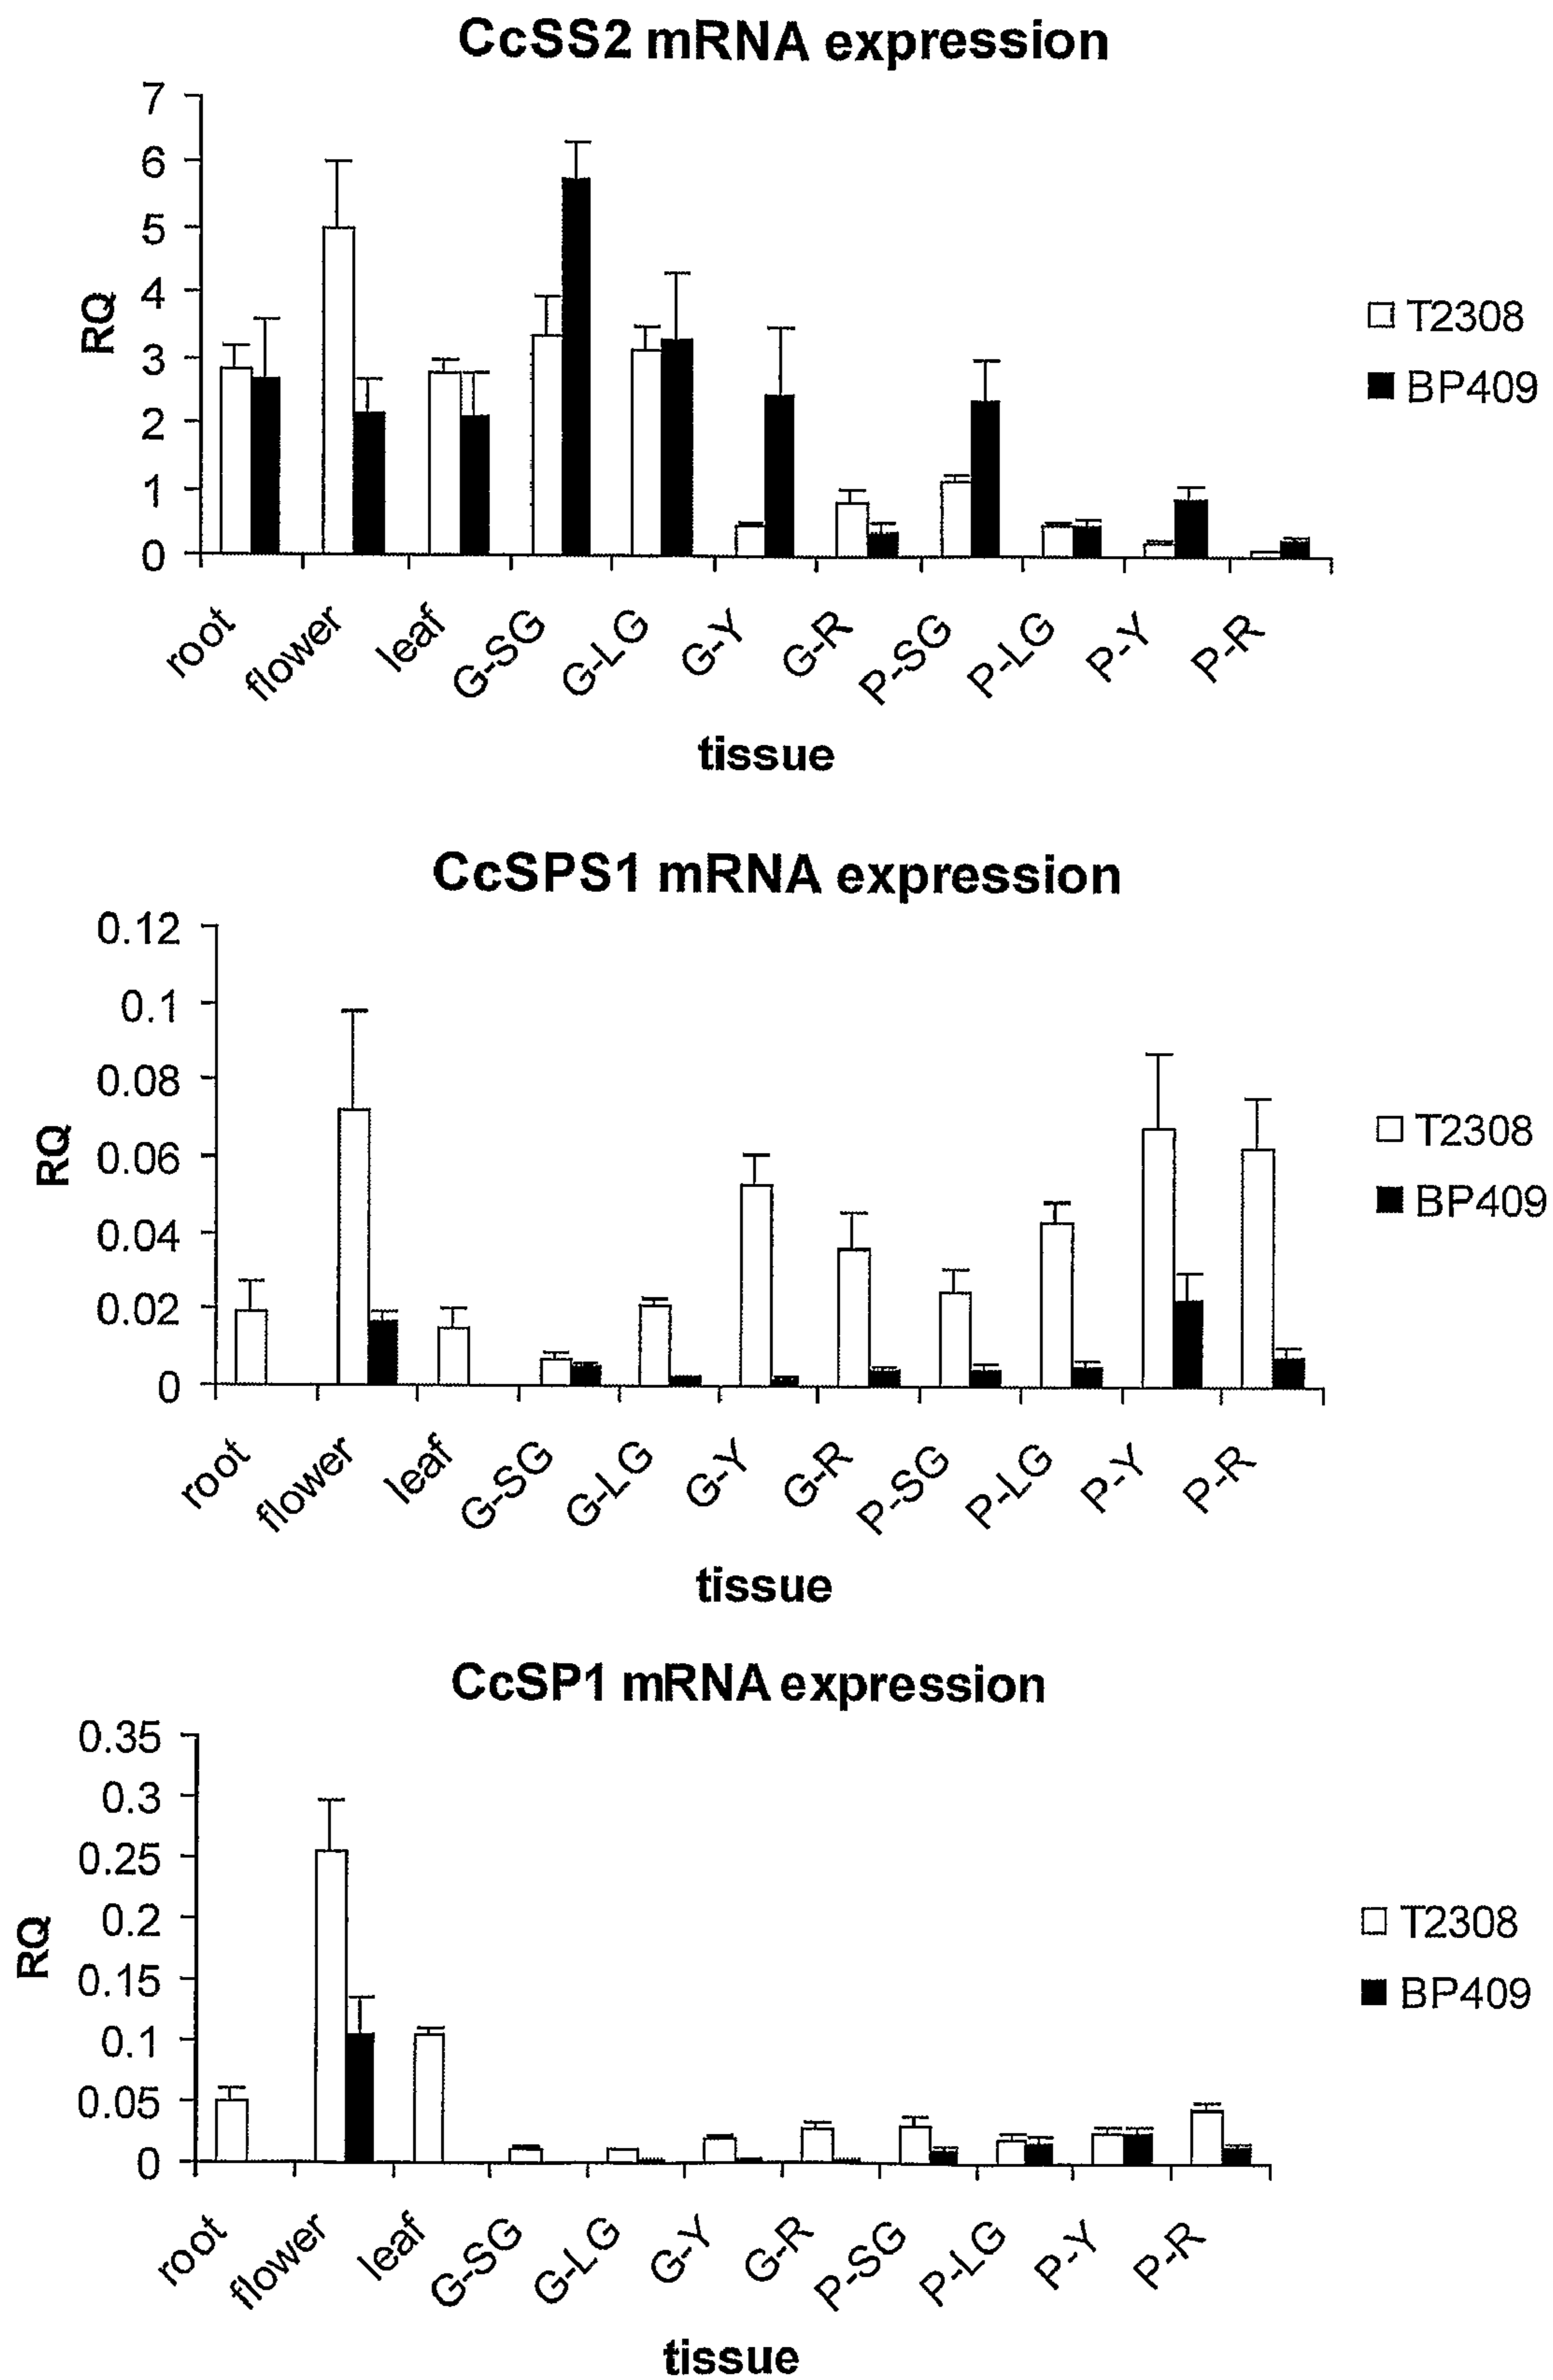 CcSS2 mRNA expression
7
6
5
4
3
2
1
0
RQ
T2308
BP409
root
flower
leaf
G-SG
G-LG
G-Y
G-R
P-SG
P-LG
P-Y
P-R
tissue
CcSPS1 mRNA expression
0.12
0.1
0.08
0.06
0.04
0.02
0
RQ
T2308
BP409
root
flower
leaf
G-SG
G-LG
G-Y
G-R
P-SG
P-LG
P-Y
P-R
tissue
CcSP1 mRNA expression
0.35
0.3
0.25
0.2
0.15
0.1
0.05
0
RQ
T2308
BP409
root
flower
leaf
G-SG
G-LG
G-Y
G-R
P-SG
P-LG
P-Y
P-R
tissue